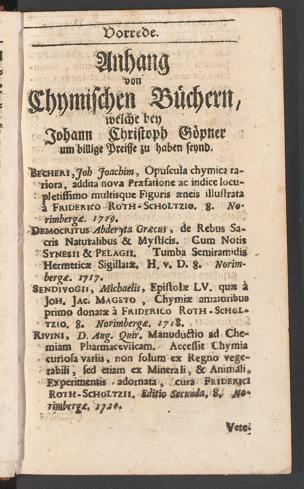 Vorrede.
Anhang
von
Chymischen Büchern,
welche bey
Johann Christoph Göpner
um billige Preisse zu haben seynd.
BECHERI, Joh Joachim, Opuscula chymica ra-
riora, addita nova Præfatione ac indice locu-
pletissimo multisque Figuris æneis illustrata
à FRIDERICO ROTH-SCHOLTZIO. 8. No-
rimbergæ. 1719.
DEMOCRITUS Abderyta Græcus, de Rebus Sa-
cris Naturalibus & Mysticis. Cum Notis
SYNESII & PELAGII. Tumba Semiramidis
Hermeticæ Sigillatæ, H. v. D. 8. Norim-
bergæ. 1717.
SENDIVOGII, Michaelis, Epistolæ LV. quæ à
JOH. JAC. MAGETO, Chymiæ amatoribus
primo donatæ à FRIDERICO ROTH-SCHOL-
TZIO, 8. Norimbergæ. 1718.
RIVINI, D. Aug. Quir. Manuductio ad Che-
miam Pharmaceviicam. Accessit Chymia
curiosa variis, non solum ex Regno vege-
tabili, sed etiam ex Minerali, & Animali,
Experimentis adornata, cura FRIDERICI
ROTH-SCHOLTZII. Editio Secunda, 8. No-
rimbergæ. 1720.
Vete-